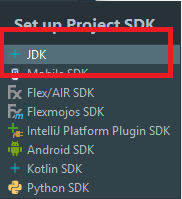 Set up Project SDK
JDK
Mobile SDK
Flex/AIR SDK
Flexmojos SDK
IntelliJ Platform Plugin SDK
Android SDK
Kotlin SDK
Python SDK